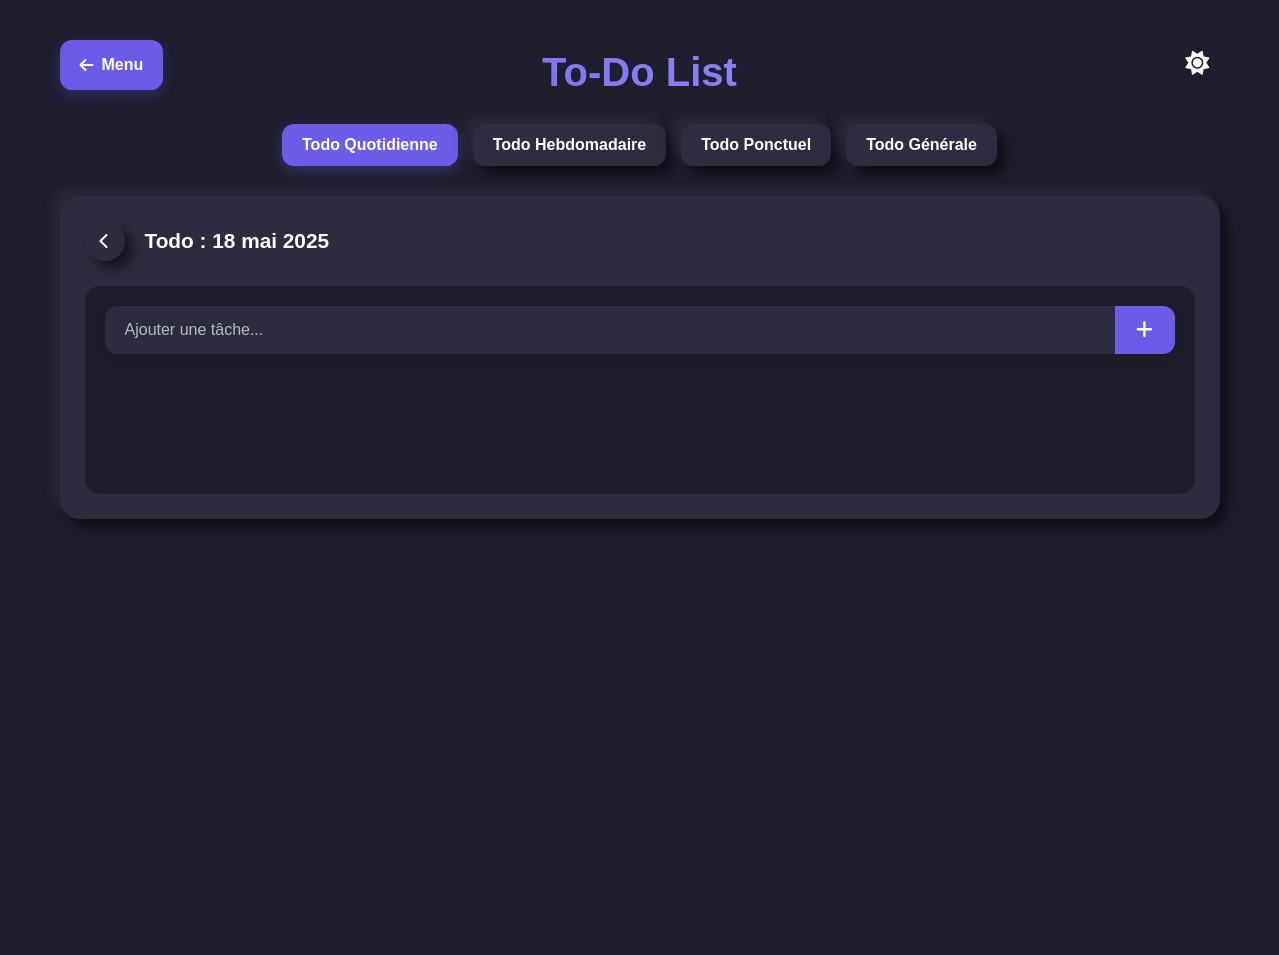 Menu
To-Do List
Todo Quotidienne
Todo Hebdomadaire
Todo Ponctuel
Todo Générale
Todo : 18 mai 2025
Ajouter une tâche...